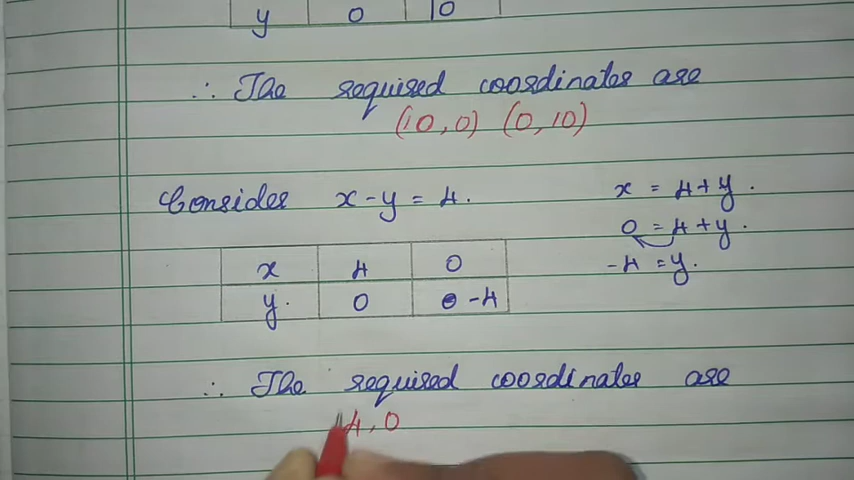 y 0 10
∴ The required coordinates are
(10,0) (0,10)
Consider x-y = 4.
x = 4+y.
0 = 4+y.
-4 = y.
x 4 0
y. 0 -4
∴ The required coordinates are
4,0